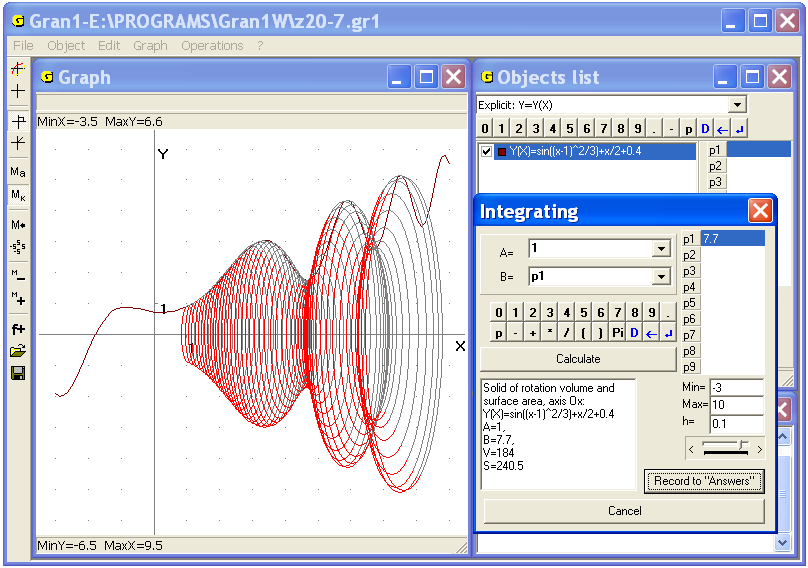 Gran1-E:\PROGRAMS\Gran1W\z20-7.gr1
File Object Edit Graph Operations ?
Graph
MinX=-3.5 MaxY=6.6
Y
1
1
X
MinY=-6.5 MaxX=9.5
Ma
Mк
M
M
M
f+
Objects list
Explicit: Y=Y(X)
0 1 2 3 4 5 6 7 8 9 . - p D ← ↵
Y(X)=sin((x-1)^2/3)+x/2+0.4
p1
p2
p3
Integrating
A= 1
B= p1
p1 7.7
p2
p3
p4
p5
p6
p7
p8
p9
0 1 2 3 4 5 6 7 8 9 .
p - + * / ( ) Pi D ← ↵
Calculate
Solid of rotation volume and
surface area, axis Ox:
Y(X)=sin((x-1)^2/3)+x/2+0.4
A=1,
B=7.7,
V=184
S=240.5
Min= -3
Max= 10
h= 0.1
< >
Record to "Answers"
Cancel